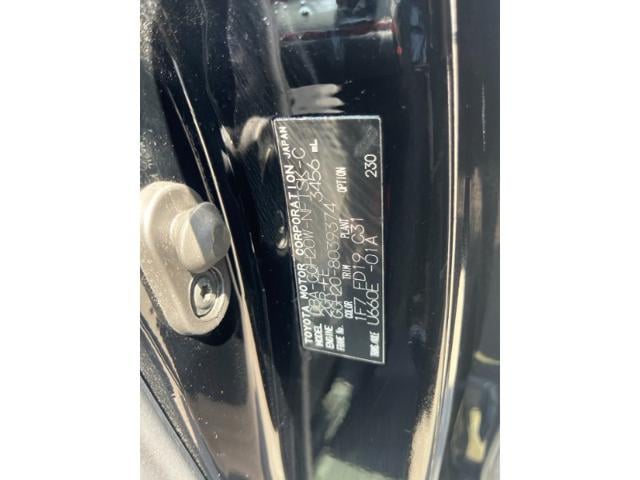 TOYOTA MOTOR CORPORATION JAPAN
MODEL DBA-GGH20W-NFTSK-C
ENGINE 2GR-FE 3456 mL
FRAME No. GGH20-8039374
COLOR TRIM PLANT OPTION
1F7 FD19 C31 230
TRANS./AXLE U660E -01A